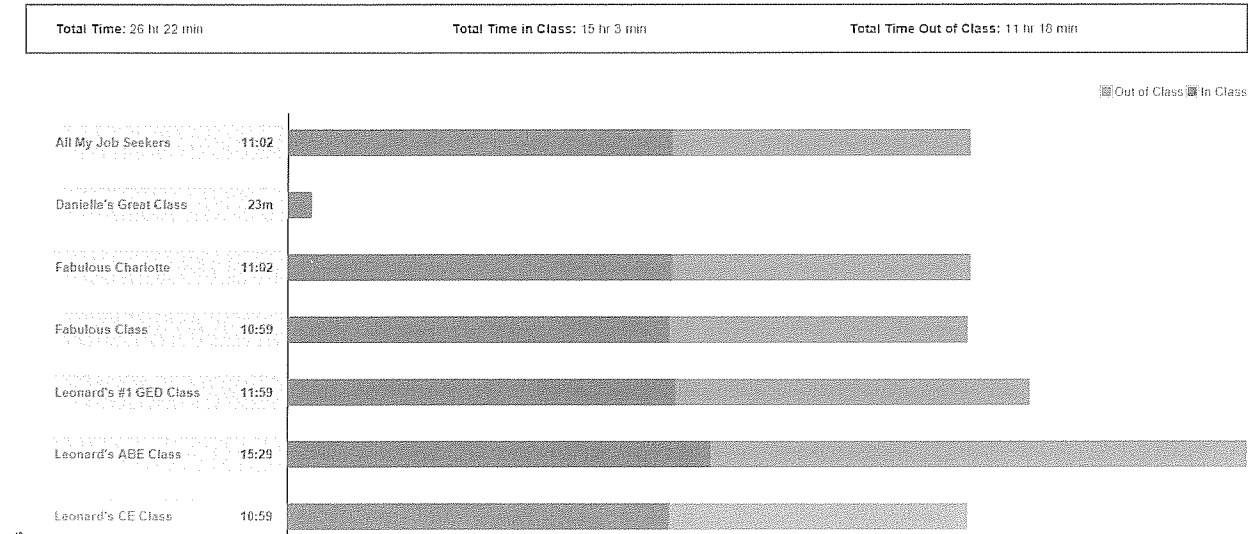 Total Time: 26 hr 22 min Total Time in Class: 15 hr 3 min Total Time Out of Class: 11 hr 18 min
Out of Class In Class
All My Job Seekers 11:02
Danielle's Great Class 23m
Fabulous Charlotte 11:02
Fabulous Class 10:59
Leonard's #1 GED Class 11:59
Leonard's ABE Class 15:29
Leonard's CE Class 10:59